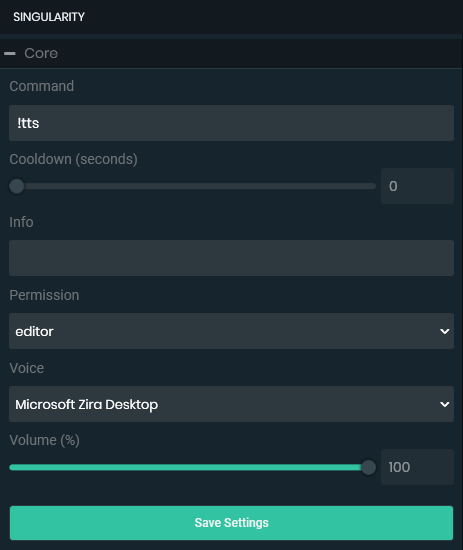 SINGULARITY
Core
Command
!tts
Cooldown (seconds)
0
Info
Permission
editor
Voice
Microsoft Zira Desktop
Volume (%)
100
Save Settings